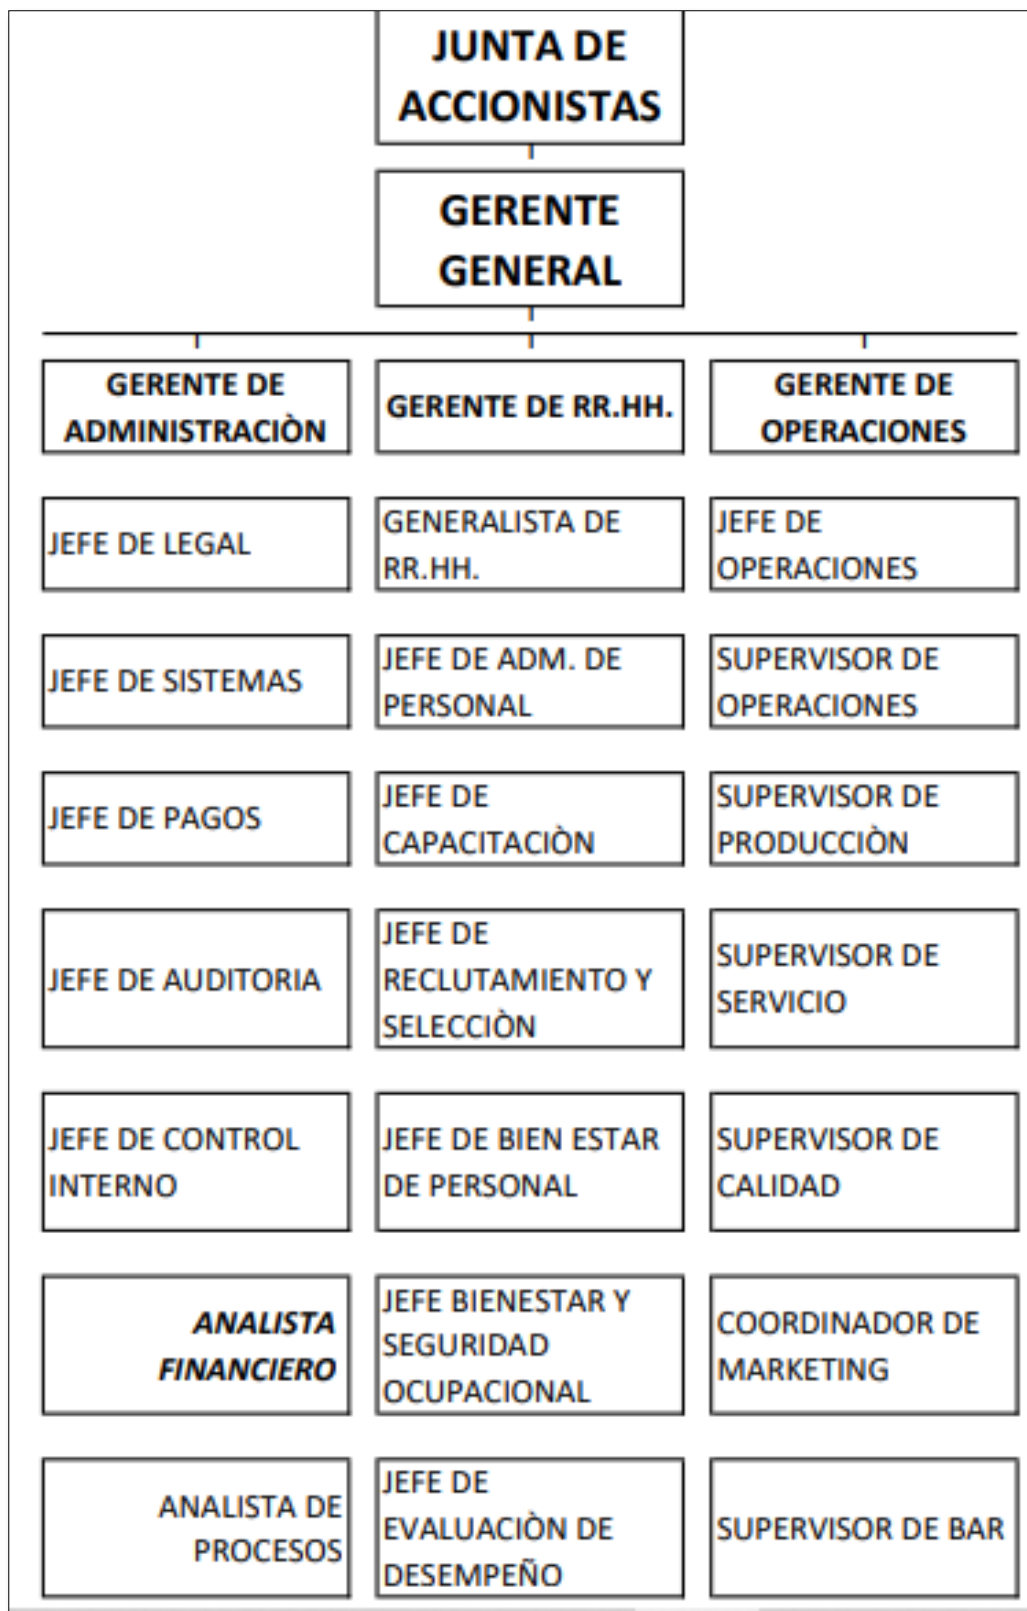 JUNTA DE
ACCIONISTAS
GERENTE
GENERAL
GERENTE DE
ADMINISTRACIÒN
GERENTE DE RR.HH.
GERENTE DE
OPERACIONES
JEFE DE LEGAL
GENERALISTA DE
RR.HH.
JEFE DE
OPERACIONES
JEFE DE SISTEMAS
JEFE DE ADM. DE
PERSONAL
SUPERVISOR DE
OPERACIONES
JEFE DE PAGOS
JEFE DE
CAPACITACIÒN
SUPERVISOR DE
PRODUCCIÒN
JEFE DE AUDITORIA
JEFE DE
RECLUTAMIENTO Y
SELECCIÒN
SUPERVISOR DE
SERVICIO
JEFE DE CONTROL
INTERNO
JEFE DE BIEN ESTAR
DE PERSONAL
SUPERVISOR DE
CALIDAD
ANALISTA
FINANCIERO
JEFE BIENESTAR Y
SEGURIDAD
OCUPACIONAL
COORDINADOR DE
MARKETING
ANALISTA DE
PROCESOS
JEFE DE
EVALUACIÒN DE
DESEMPEÑO
SUPERVISOR DE BAR